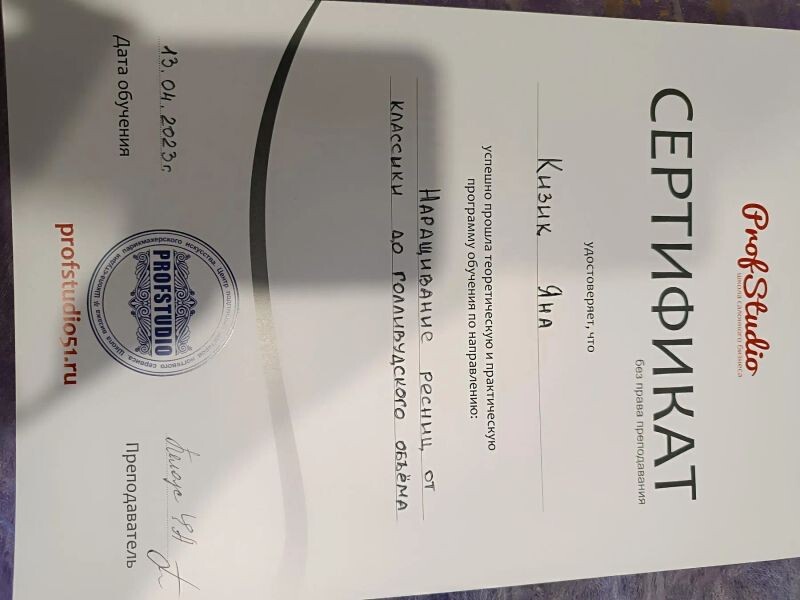 ProfStudio
школа салонного бизнеса
СЕРТИФИКАТ
без права преподавания
удостоверяет, что
Кизик Яна
успешно прошла теоретическую и практическую
программу обучения по направлению:
Наращивание ресниц от
классики до голливудского объёма
13.04.2023г.
Дата обучения
PROFSTUDIO
Преподаватель
profstudio51.ru